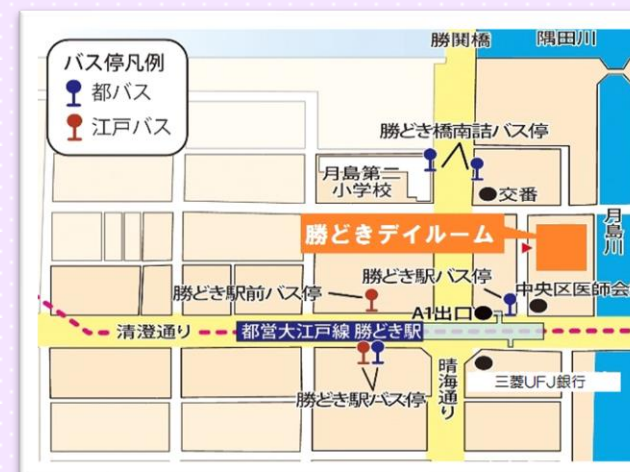 勝鬨橋
隅田川
バス停凡例
都バス
江戸バス
勝どき橋南詰バス停
月島第二
小学校
交番
月島川
勝どきデイルーム
勝どき駅バス停
中央区医師会
勝どき駅前バス停
A1出口
清澄通り
都営大江戸線 勝どき駅
晴海通り
三菱UFJ銀行
勝どき駅バス停